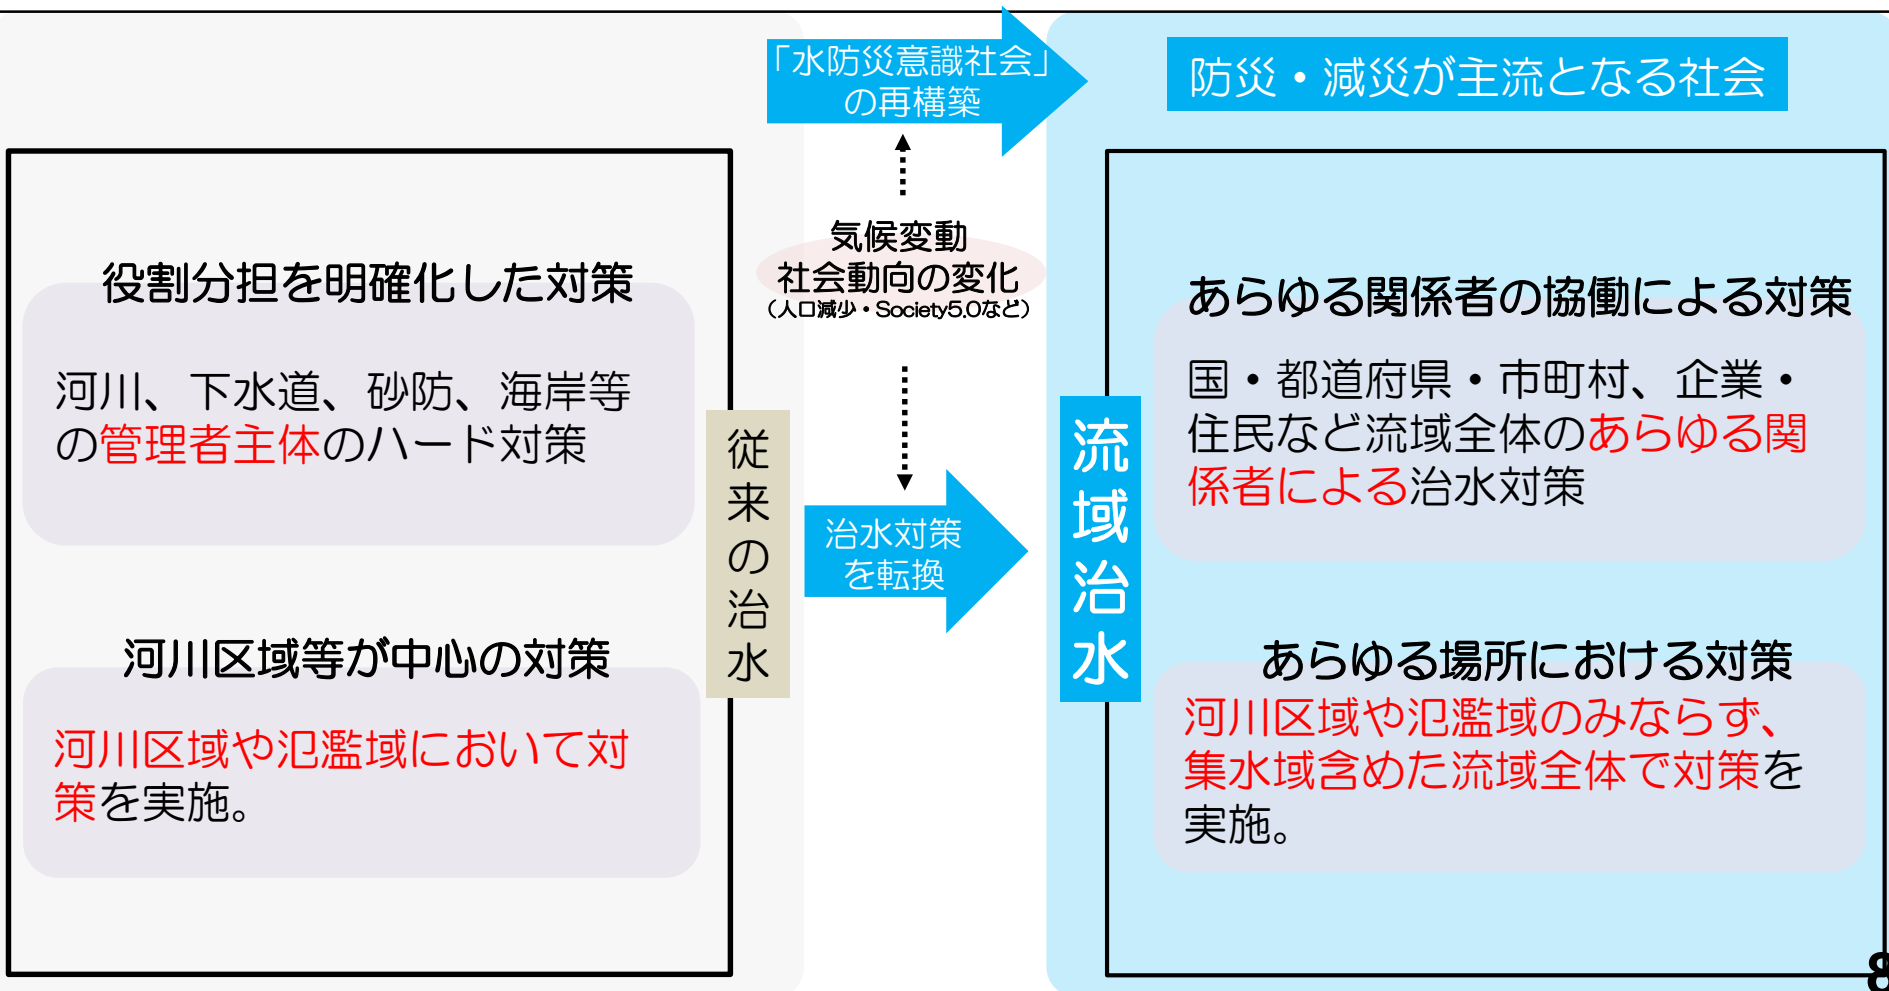 「水防災意識社会」
の再構築
防災・減災が主流となる社会
気候変動
社会動向の変化
（人口減少・Society5.0など）
役割分担を明確化した対策
河川、下水道、砂防、海岸等
の管理者主体のハード対策
河川区域等が中心の対策
河川区域や氾濫域において対
策を実施。
従来の治水
治水対策
を転換
流域治水
あらゆる関係者の協働による対策
国・都道府県・市町村、企業・
住民など流域全体のあらゆる関
係者による治水対策
あらゆる場所における対策
河川区域や氾濫域のみならず、
集水域含めた流域全体で対策を
実施。
8